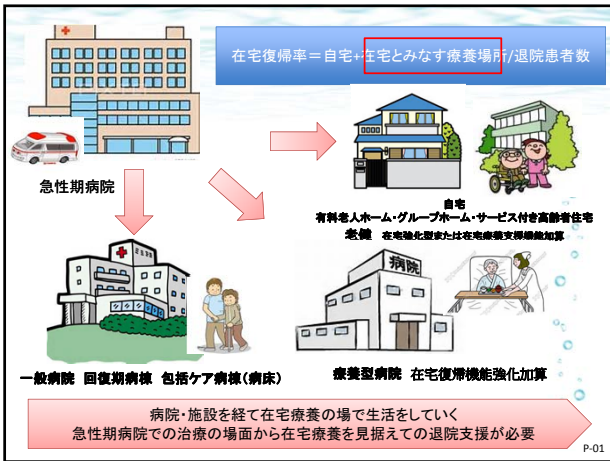 在宅復帰率＝自宅+在宅とみなす療養場所/退院患者数
急性期病院
自宅
有料老人ホーム・グループホーム・サービス付き高齢者住宅
老健 在宅強化型または在宅療養支援機能加算
病院
一般病院 回復期病棟 包括ケア病棟(病床)
療養型病院 在宅復帰機能強化加算
病院・施設を経て在宅療養の場で生活をしていく
急性期病院での治療の場面から在宅療養を見据えての退院支援が必要
P-01